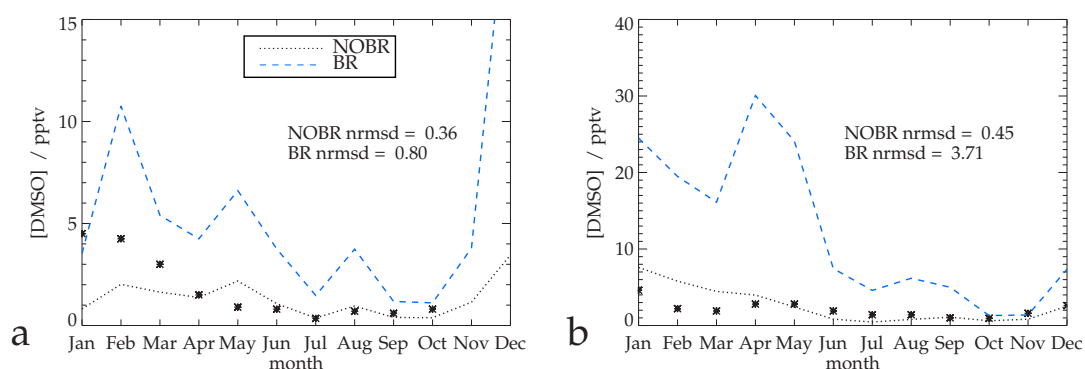 15
10
5
0
[DMSO] / pptv
NOBR
BR
NOBR nrmsd = 0.36
BR nrmsd = 0.80
Jan Feb Mar Apr May Jun Jul Aug Sep Oct Nov Dec
month
a
40
30
20
10
0
[DMSO] / pptv
NOBR nrmsd = 0.45
BR nrmsd = 3.71
Jan Feb Mar Apr May Jun Jul Aug Sep Oct Nov Dec
month
b